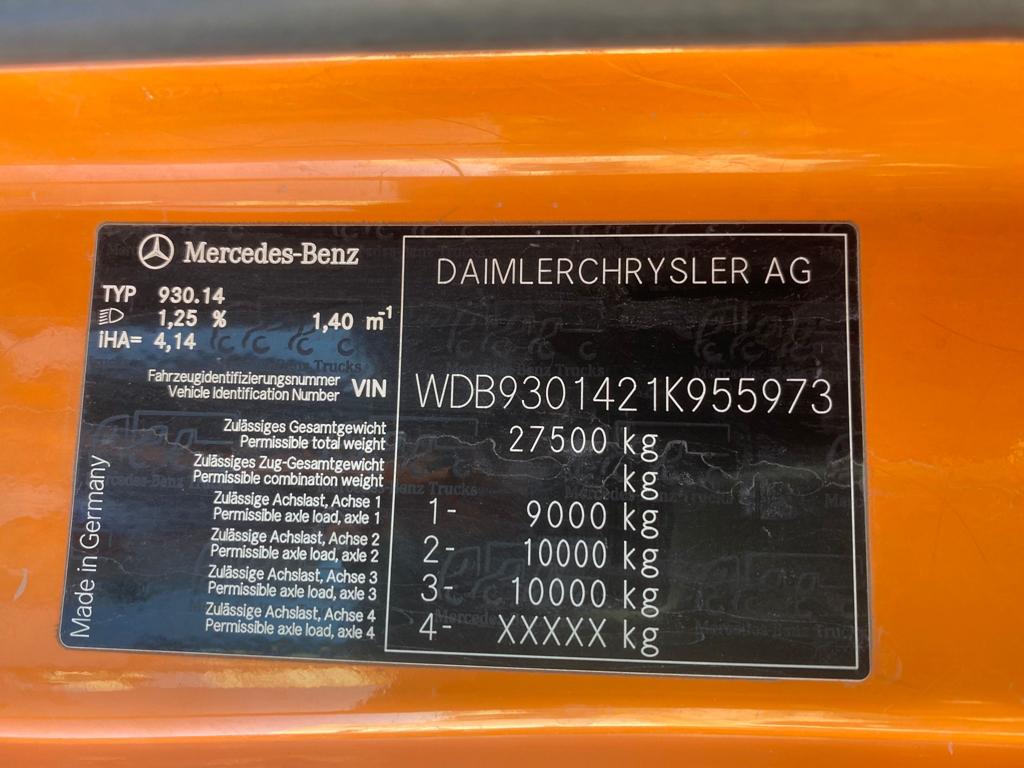 Mercedes-Benz
TYP 930.14
1,25 % 1,40 m⁻¹
iHA= 4,14
DAIMLERCHRYSLER AG
Fahrzeugidentifizierungsnummer
Vehicle Identification Number VIN WDB9301421K955973
Zulässiges Gesamtgewicht
Permissible total weight 27500 kg
Zulässiges Zug-Gesamtgewicht
Permissible combination weight kg
Zulässige Achslast, Achse 1
Permissible axle load, axle 1 1- 9000 kg
Zulässige Achslast, Achse 2
Permissible axle load, axle 2 2- 10000 kg
Zulässige Achslast, Achse 3
Permissible axle load, axle 3 3- 10000 kg
Zulässige Achslast, Achse 4
Permissible axle load, axle 4 4- XXXXX kg
Made in Germany